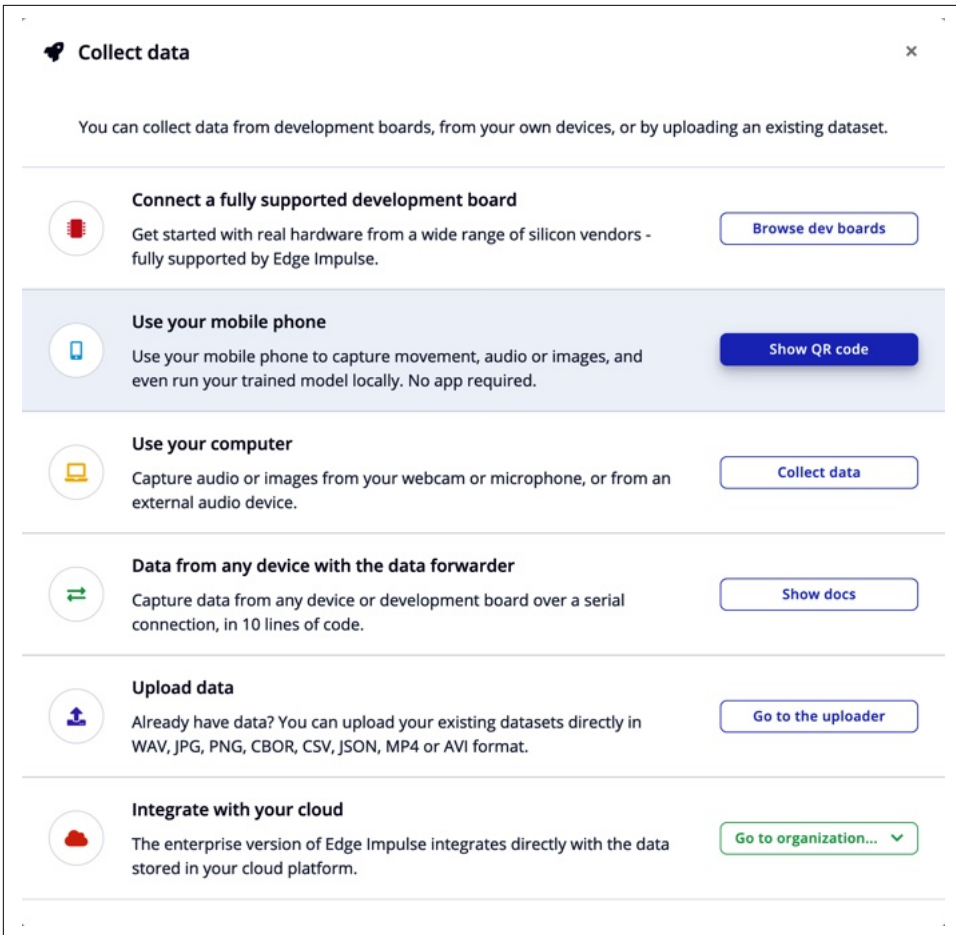 Collect data
×
You can collect data from development boards, from your own devices, or by uploading an existing dataset.
Connect a fully supported development board
Get started with real hardware from a wide range of silicon vendors -
fully supported by Edge Impulse.
Browse dev boards
Use your mobile phone
Use your mobile phone to capture movement, audio or images, and
even run your trained model locally. No app required.
Show QR code
Use your computer
Capture audio or images from your webcam or microphone, or from an
external audio device.
Collect data
Data from any device with the data forwarder
Capture data from any device or development board over a serial
connection, in 10 lines of code.
Show docs
Upload data
Already have data? You can upload your existing datasets directly in
WAV, JPG, PNG, CBOR, CSV, JSON, MP4 or AVI format.
Go to the uploader
Integrate with your cloud
The enterprise version of Edge Impulse integrates directly with the data
stored in your cloud platform.
Go to organization...